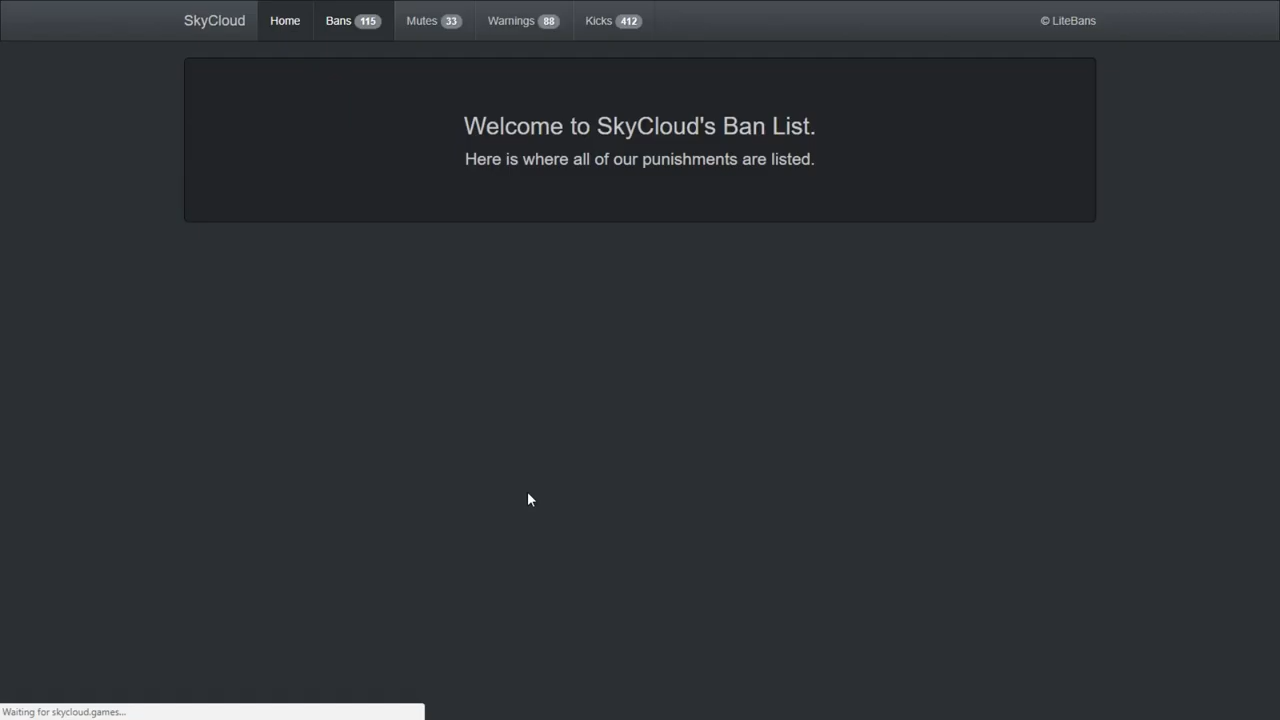 SkyCloud Home Bans 115 Mutes 33 Warnings 88 Kicks 412 © LiteBans
Welcome to SkyCloud's Ban List.
Here is where all of our punishments are listed.
Waiting for skycloud.games...